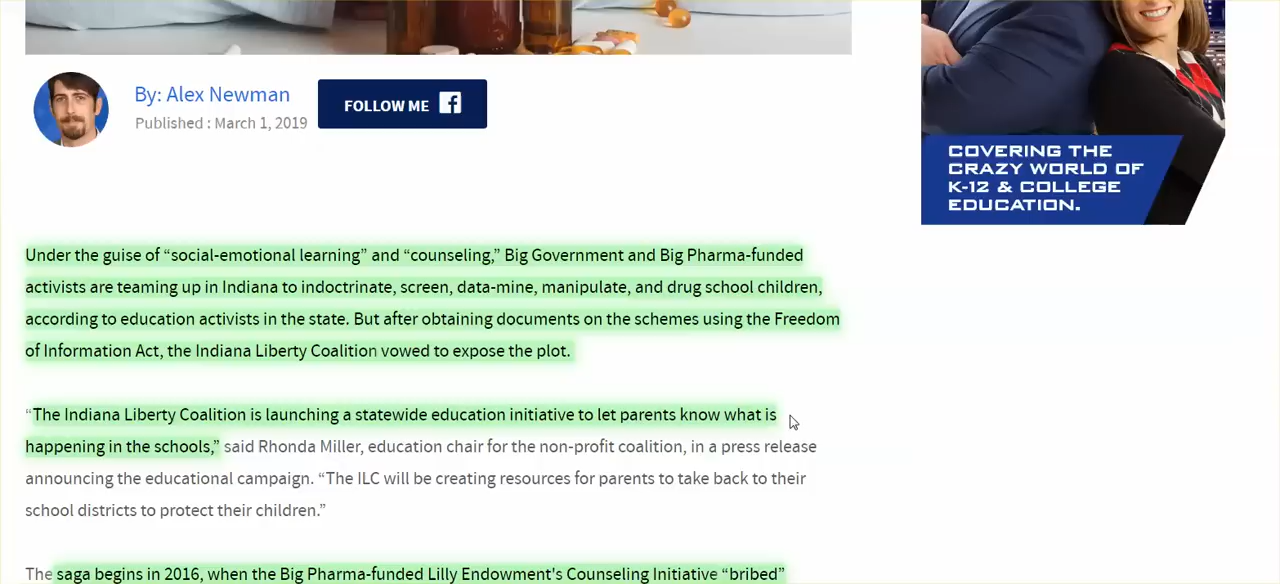 By: Alex Newman
Published : March 1, 2019
FOLLOW ME
COVERING THE
CRAZY WORLD OF
K-12 & COLLEGE
EDUCATION.
Under the guise of “social-emotional learning” and “counseling,” Big Government and Big Pharma-funded
activists are teaming up in Indiana to indoctrinate, screen, data-mine, manipulate, and drug school children,
according to education activists in the state. But after obtaining documents on the schemes using the Freedom
of Information Act, the Indiana Liberty Coalition vowed to expose the plot.
“The Indiana Liberty Coalition is launching a statewide education initiative to let parents know what is
happening in the schools,” said Rhonda Miller, education chair for the non-profit coalition, in a press release
announcing the educational campaign. “The ILC will be creating resources for parents to take back to their
school districts to protect their children.”
The saga begins in 2016, when the Big Pharma-funded Lilly Endowment's Counseling Initiative “bribed”